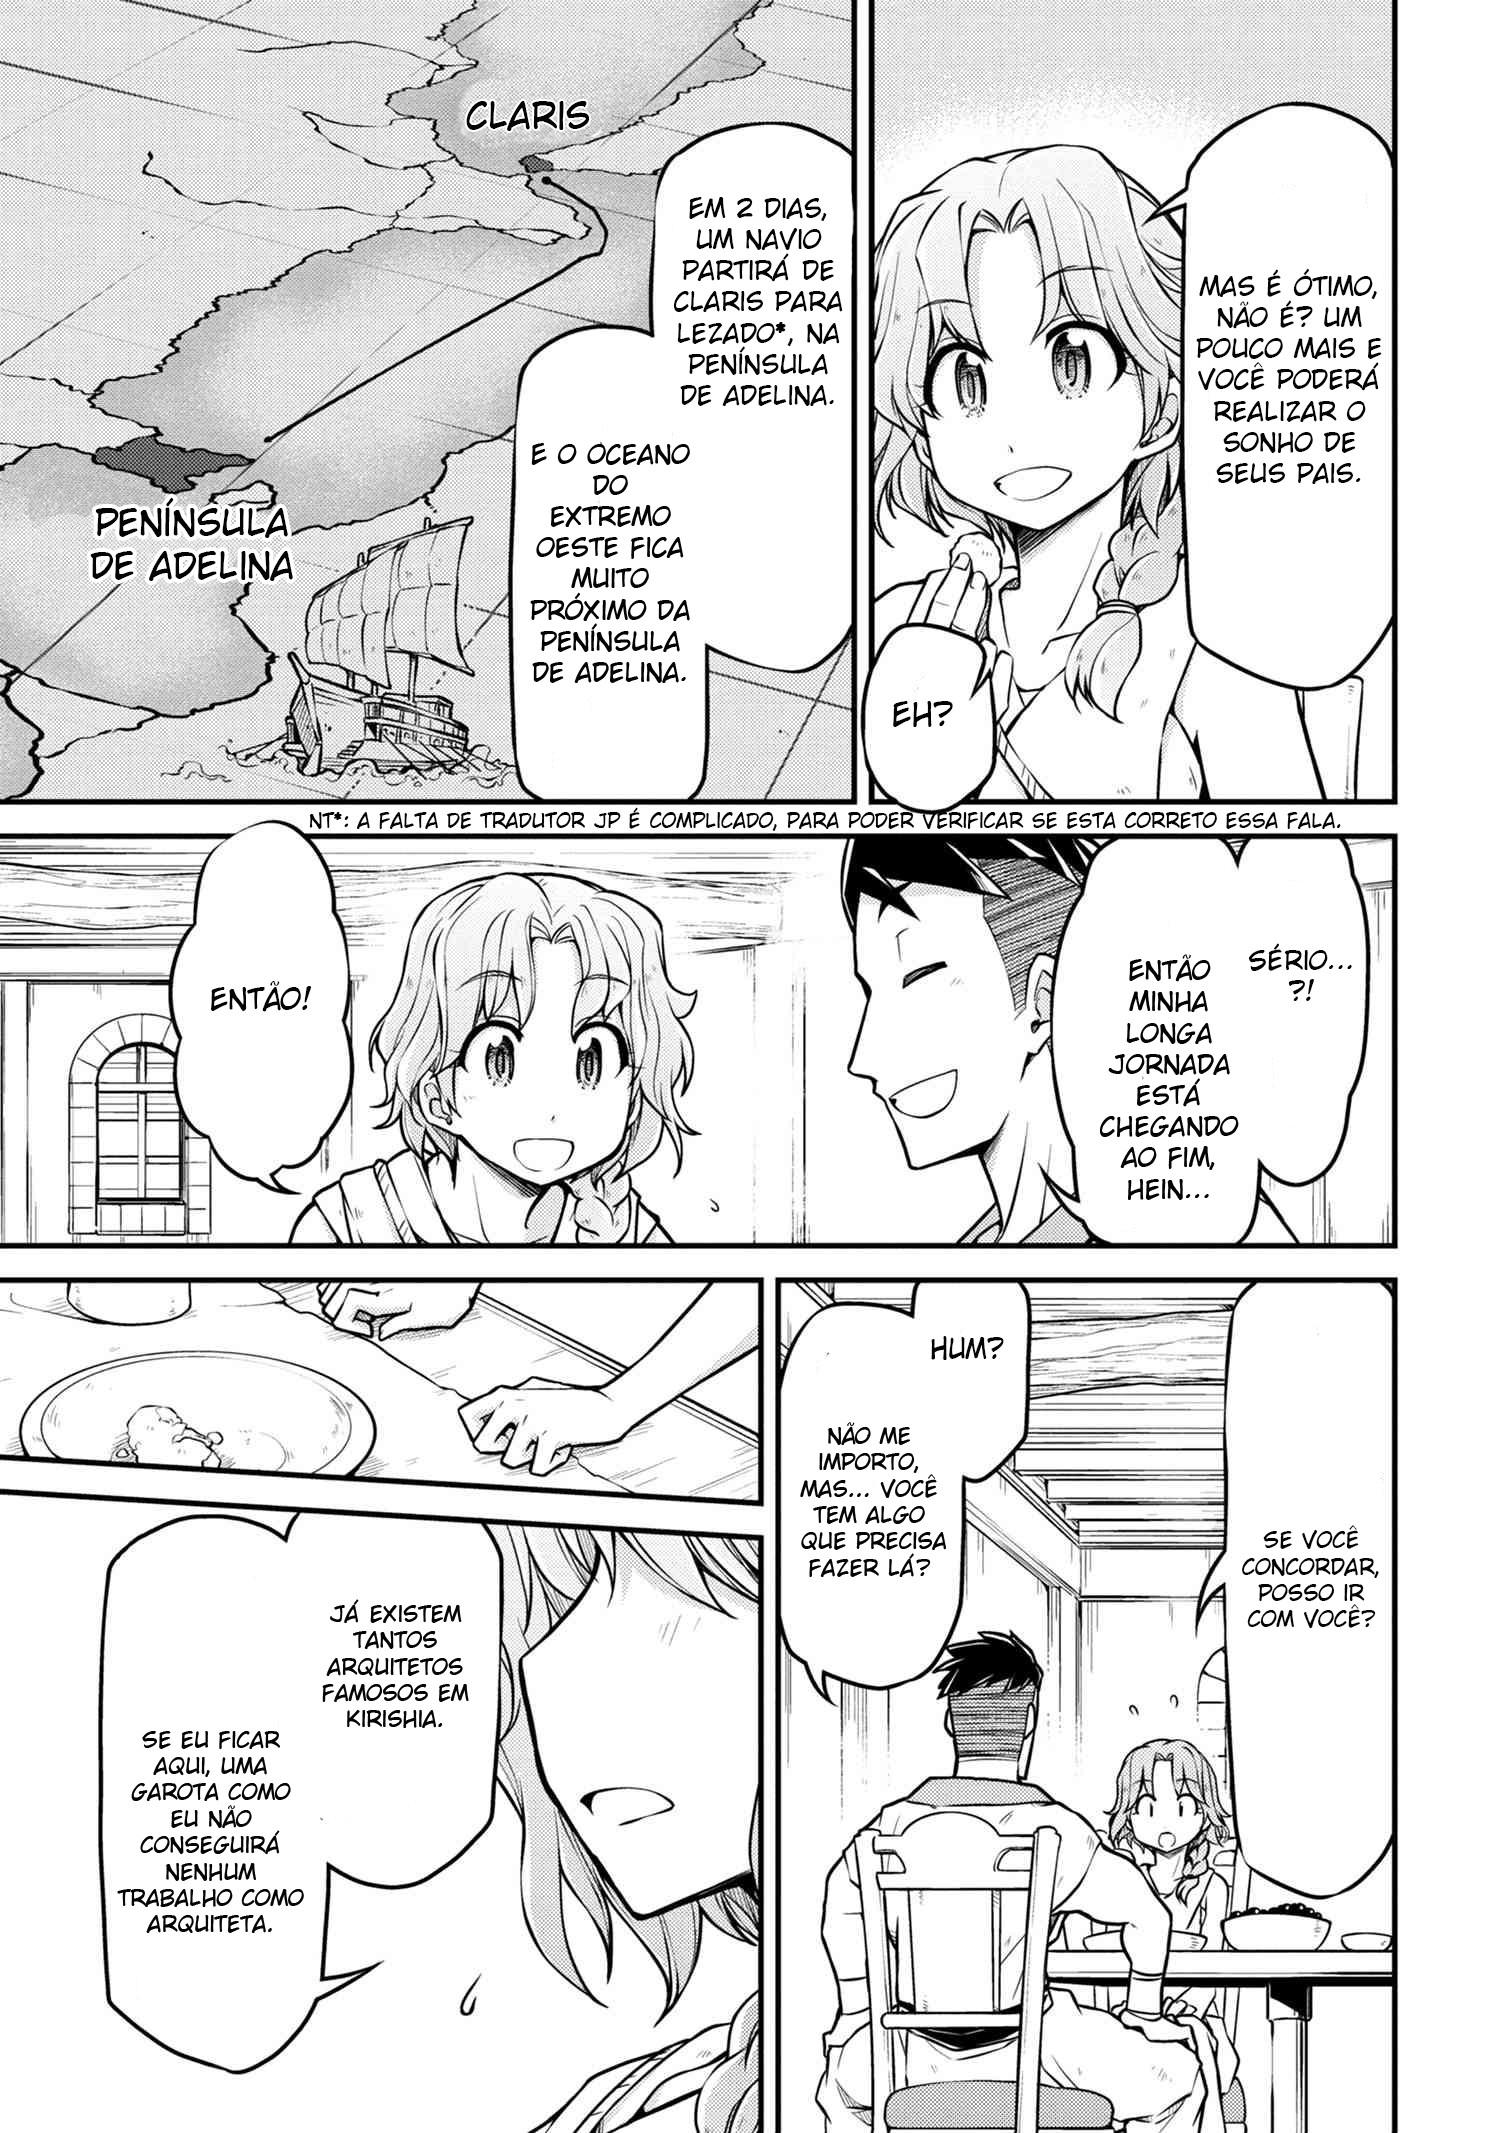 MAS É ÓTIMO,
NÃO É? UM
POUCO MAIS E
VOCÊ PODERÁ
REALIZAR O
SONHO DE
SEUS PAIS.
EH?
CLARIS
EM 2 DIAS,
UM NAVIO
PARTIRÁ DE
CLARIS PARA
LEZADO*, NA
PENÍNSULA
DE ADELINA.
E O OCEANO
DO
EXTREMO
OESTE FICA
MUITO
PRÓXIMO DA
PENÍNSULA
DE ADELINA.
PENÍNSULA
DE ADELINA
NT*: A FALTA DE TRADUTOR JP É COMPLICADO, PARA PODER VERIFICAR SE ESTA CORRETO ESSA FALA.
SÉRIO...
?!
ENTÃO
MINHA
LONGA
JORNADA
ESTÁ
CHEGANDO
AO FIM,
HEIN...
ENTÃO!
SE VOCÊ
CONCORDAR,
POSSO IR
COM VOCÊ?
HUM?
NÃO ME
IMPORTO,
MAS... VOCÊ
TEM ALGO
QUE PRECISA
FAZER LÁ?
JÁ EXISTEM
TANTOS
ARQUITETOS
FAMOSOS EM
KIRISHIA.
SE EU FICAR
AQUI, UMA
GAROTA COMO
EU NÃO
CONSEGUIRÁ
NENHUM
TRABALHO COMO
ARQUITETA.